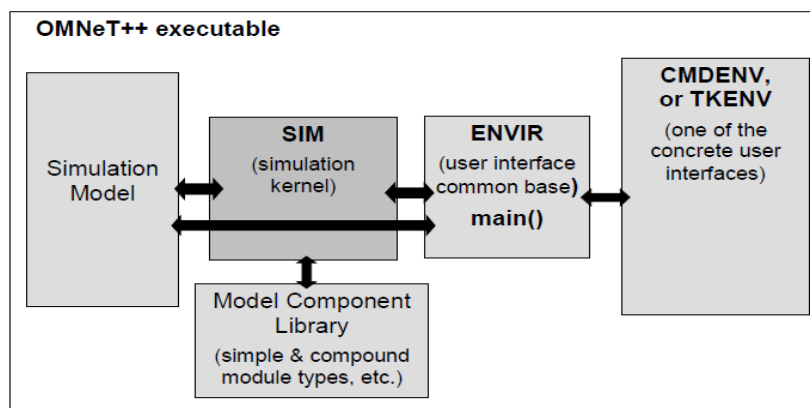 OMNeT++ executable
Simulation
Model
SIM
(simulation
kernel)
ENVIR
(user interface
common base)
main()
CMDENV,
or TKENV
(one of the
concrete user
interfaces)
Model Component
Library
(simple & compound
module types, etc.)